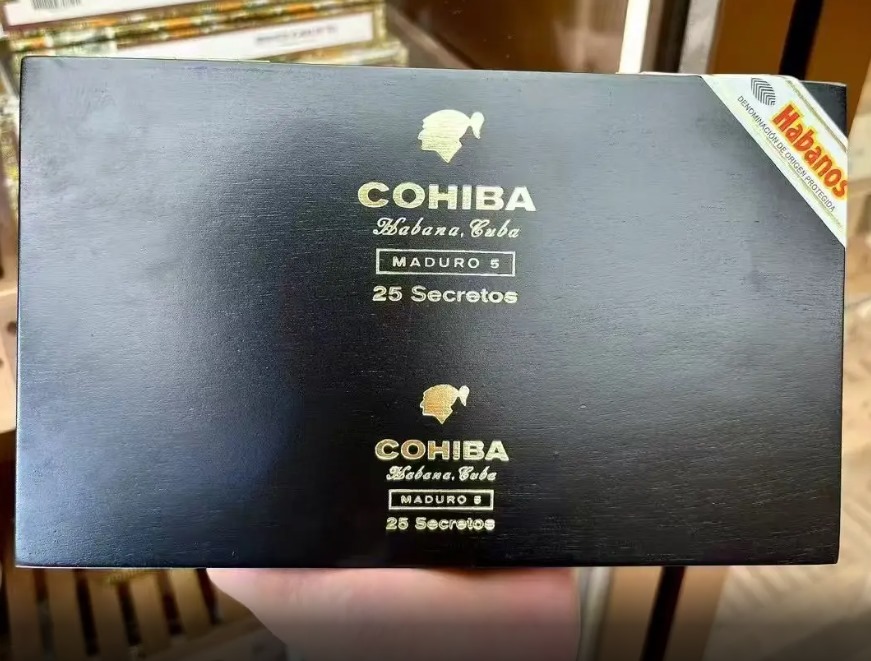 COHIBA
Habana, Cuba
MADURO 5
25 Secretos
Habanos
DENOMINACIÓN DE ORIGEN PROTEGIDA
COHIBA
Habana, Cuba
MADURO 5
25 Secretos